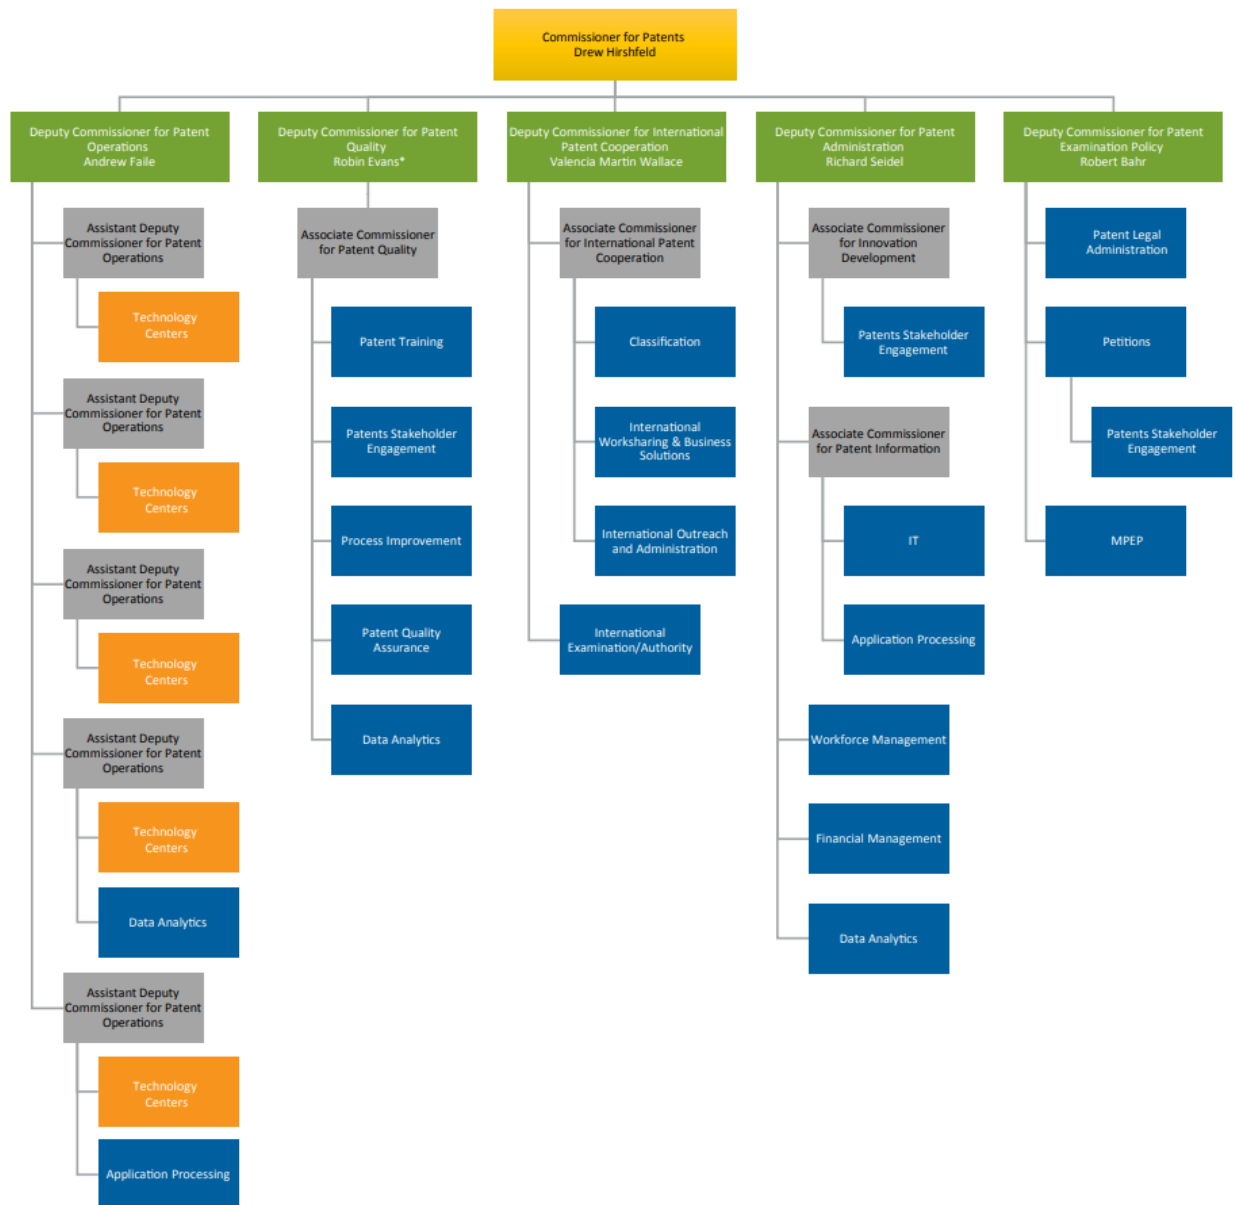 Commissioner for Patents
Drew Hirshfeld
Deputy Commissioner for Patent
Operations
Andrew Faile
Assistant Deputy
Commissioner for Patent
Operations
Technology
Centers
Assistant Deputy
Commissioner for Patent
Operations
Technology
Centers
Assistant Deputy
Commissioner for Patent
Operations
Technology
Centers
Assistant Deputy
Commissioner for Patent
Operations
Technology
Centers
Data Analytics
Assistant Deputy
Commissioner for Patent
Operations
Technology
Centers
Application Processing
Deputy Commissioner for Patent
Quality
Robin Evans*
Associate Commissioner
for Patent Quality
Patent Training
Patents Stakeholder
Engagement
Process Improvement
Patent Quality
Assurance
Data Analytics
Deputy Commissioner for International
Patent Cooperation
Valencia Martin Wallace
Associate Commissioner
for International Patent
Cooperation
Classification
International
Worksharing & Business
Solutions
International Outreach
and Administration
International
Examination/Authority
Deputy Commissioner for Patent
Administration
Richard Seidel
Associate Commissioner
for Innovation
Development
Patents Stakeholder
Engagement
Associate Commissioner
for Patent Information
IT
Application Processing
Workforce Management
Financial Management
Data Analytics
Deputy Commissioner for Patent
Examination Policy
Robert Bahr
Patent Legal
Administration
Petitions
Patents Stakeholder
Engagement
MPEP